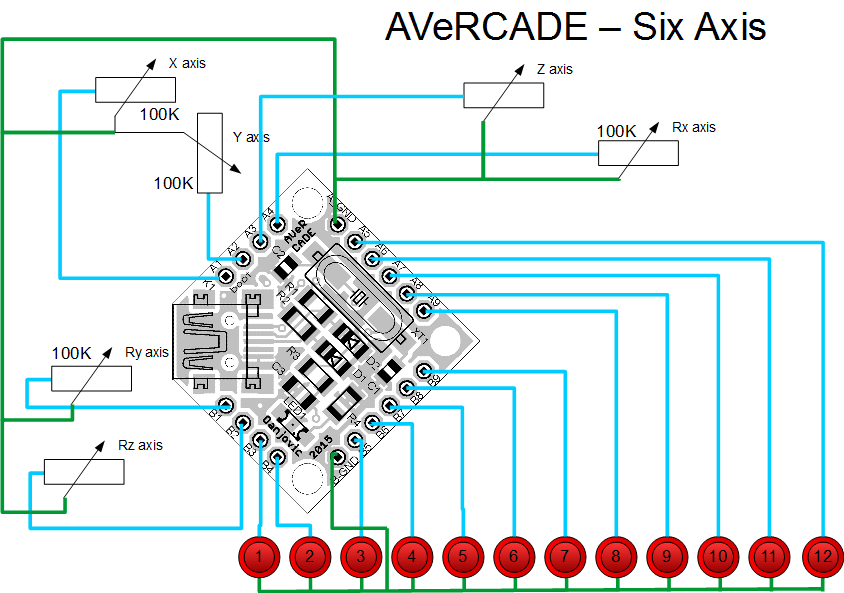 AVeRCADE – Six Axis
X axis
Z axis
100K
Y axis
100K
Rx axis
100K
A4
A3
A2
A1
X1
boot
C2
AVeR
CADE
A.GND
A5
A6
A7
A8
A9
XT1
R1
R2
R3
C3
D2
D1
C1
R4
LED1
Danjovic
2015
100K
Ry axis
Rz axis
B1
B2
B3
B4
B.GND
B5
B6
B7
B8
B9
1
2
3
4
5
6
7
8
9
10
11
12